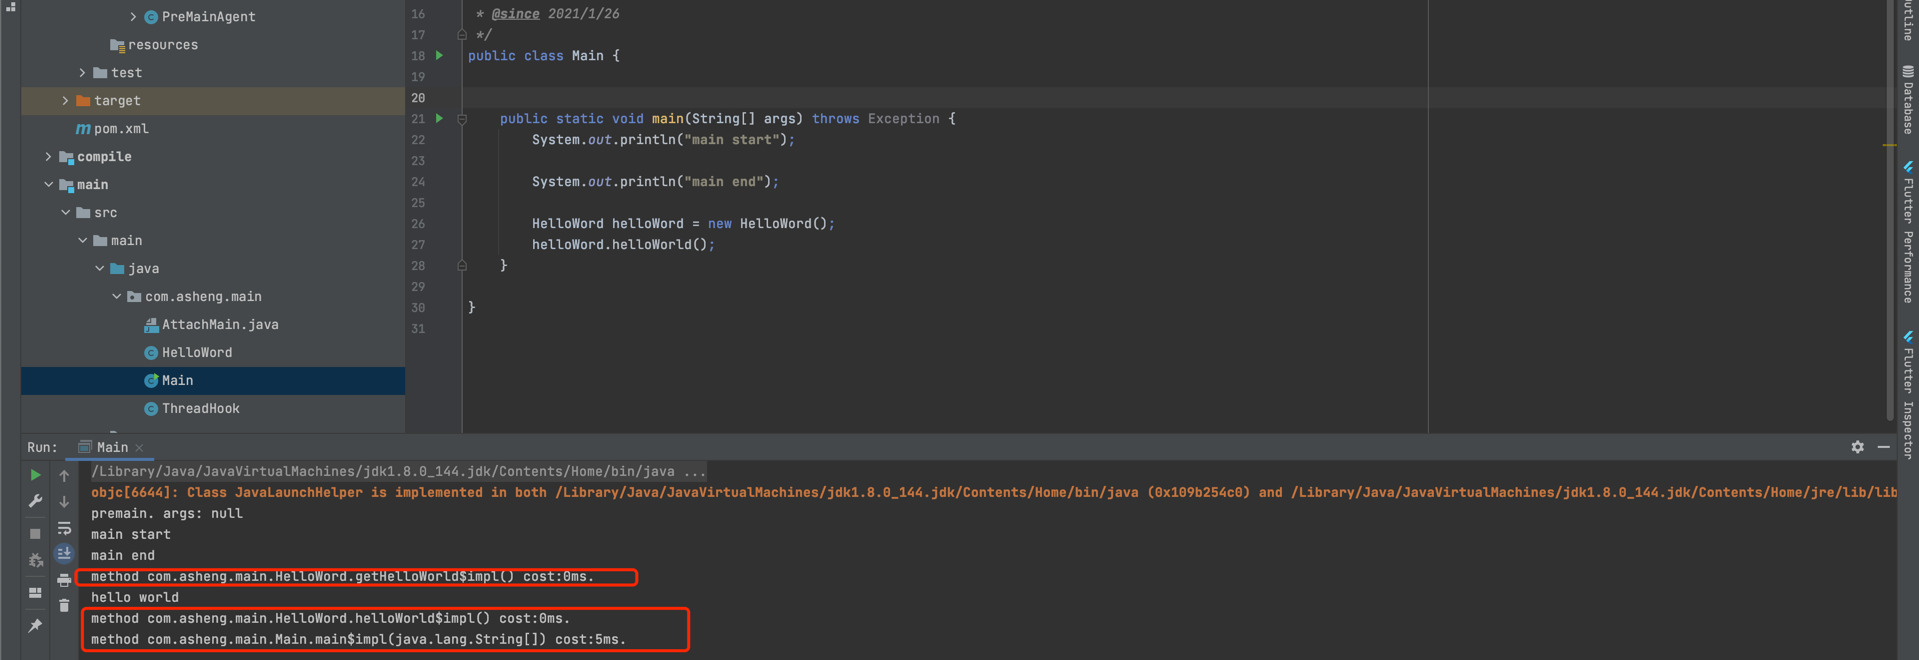 PreMainAgent
resources
test
target
pom.xml
compile
main
src
main
java
com.asheng.main
AttachMain.java
HelloWord
Main
ThreadHook
16 * @since 2021/1/26
17 */
18 public class Main {
19
20
21 public static void main(String[] args) throws Exception {
22 System.out.println("main start");
23
24 System.out.println("main end");
25
26 HelloWord helloWord = new HelloWord();
27 helloWord.helloWorld();
28 }
29
30 }
31
Outline
Database
Flutter Performance
Flutter Inspector
Run: Main
/Library/Java/JavaVirtualMachines/jdk1.8.0_144.jdk/Contents/Home/bin/java ...
objc[6644]: Class JavaLaunchHelper is implemented in both /Library/Java/JavaVirtualMachines/jdk1.8.0_144.jdk/Contents/Home/bin/java (0x109b254c0) and /Library/Java/JavaVirtualMachines/jdk1.8.0_144.jdk/Contents/Home/jre/lib/lib
premain. args: null
main start
main end
method com.asheng.main.HelloWord.getHelloWorld$impl() cost:0ms.
hello world
method com.asheng.main.HelloWord.helloWorld$impl() cost:0ms.
method com.asheng.main.Main.main$impl(java.lang.String[]) cost:5ms.